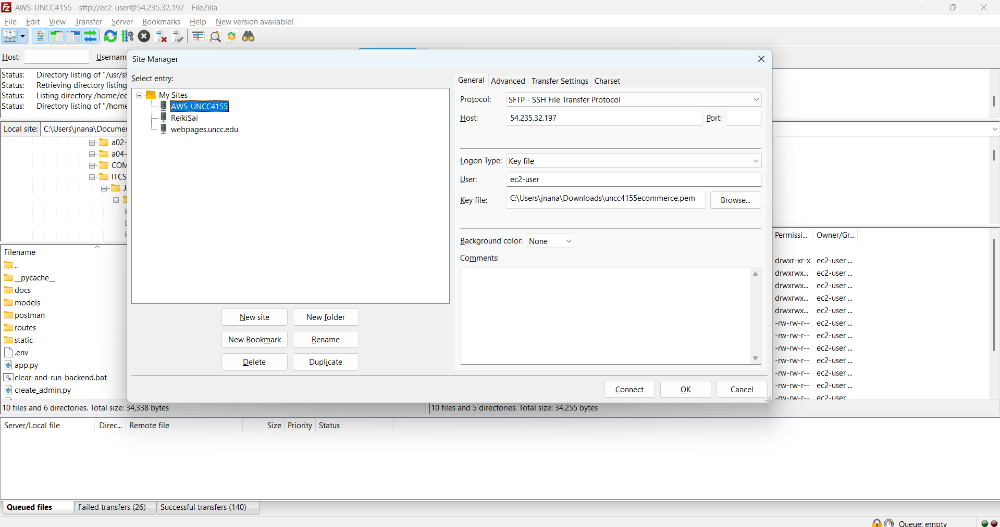 AWS-UNCC4155 - sftp://ec2-user@54.235.32.197 - FileZilla
File Edit View Transfer Server Bookmarks Help New version available!
Host: Usernam
Status: Directory listing of "/usr/sh
Status: Retrieving directory listing
Status: Listing directory /home/ec
Status: Directory listing of "/home
Local site: C:\Users\jnana\Documer
a02-
a04-
COM
ITCS
Filename
..
__pycache__
docs
models
postman
routes
static
.env
app.py
clear-and-run-backend.bat
create_admin.py
10 files and 6 directories. Total size: 34,338 bytes
Site Manager
Select entry:
My Sites
AWS-UNCC4155
ReikiSai
webpages.uncc.edu
New site New folder
New Bookmark Rename
Delete Duplicate
General Advanced Transfer Settings Charset
Protocol: SFTP - SSH File Transfer Protocol
Host: 54.235.32.197 Port:
Logon Type: Key file
User: ec2-user
Key file: C:\Users\jnana\Downloads\uncc4155ecommerce.pem Browse...
Background color: None
Comments:
Connect OK Cancel
Permissi... Owner/Gr...
drwxr-xr-x ec2-user ...
drwxrwx... ec2-user ...
drwxrwx... ec2-user ...
drwxrwx... ec2-user ...
drwxrwx... ec2-user ...
-rw-rw-r-- ec2-user ...
-rw-rw-r-- ec2-user ...
-rw-rw-r-- ec2-user ...
-rw-rw-r-- ec2-user ...
-rw-rw-r-- ec2-user ...
-rw-rw-r-- ec2-user ...
-rw-rw-r-- ec2-user
10 files and 5 directories. Total size: 34,255 bytes
Server/Local file Direc... Remote file Size Priority Status
Queued files Failed transfers (26) Successful transfers (140)
Queue: empty